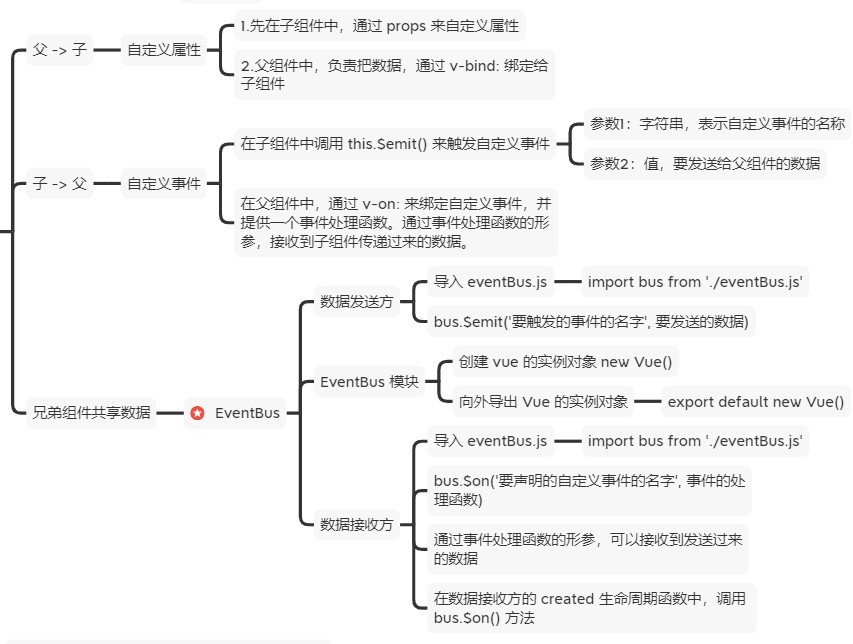 父 -> 子
自定义属性
1.先在子组件中，通过 props 来自定义属性
2.父组件中，负责把数据，通过 v-bind: 绑定给
子组件
子 -> 父
自定义事件
在子组件中调用 this.$emit() 来触发自定义事件
参数1：字符串，表示自定义事件的名称
参数2：值，要发送给父组件的数据
在父组件中，通过 v-on: 来绑定自定义事件，并
提供一个事件处理函数。通过事件处理函数的形
参，接收到子组件传递过来的数据。
兄弟组件共享数据
EventBus
数据发送方
导入 eventBus.js
import bus from './eventBus.js'
bus.$emit('要触发的事件的名字', 要发送的数据)
EventBus 模块
创建 vue 的实例对象 new Vue()
向外导出 Vue 的实例对象
export default new Vue()
数据接收方
导入 eventBus.js
import bus from './eventBus.js'
bus.$on('要声明的自定义事件的名字', 事件的处
理函数)
通过事件处理函数的形参，可以接收到发送过来
的数据
在数据接收方的 created 生命周期函数中，调用
bus.$on() 方法